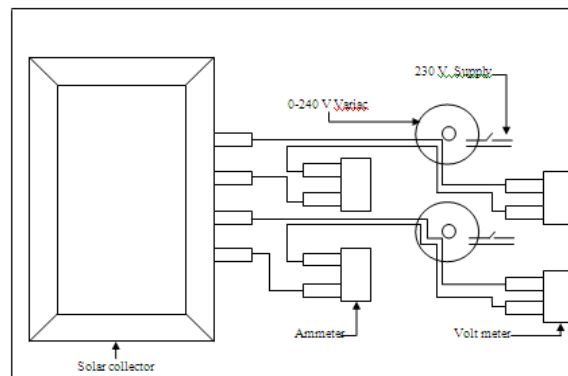 230 V Supply
0-240 V Variac
Ammeter
Volt meter
Solar collector